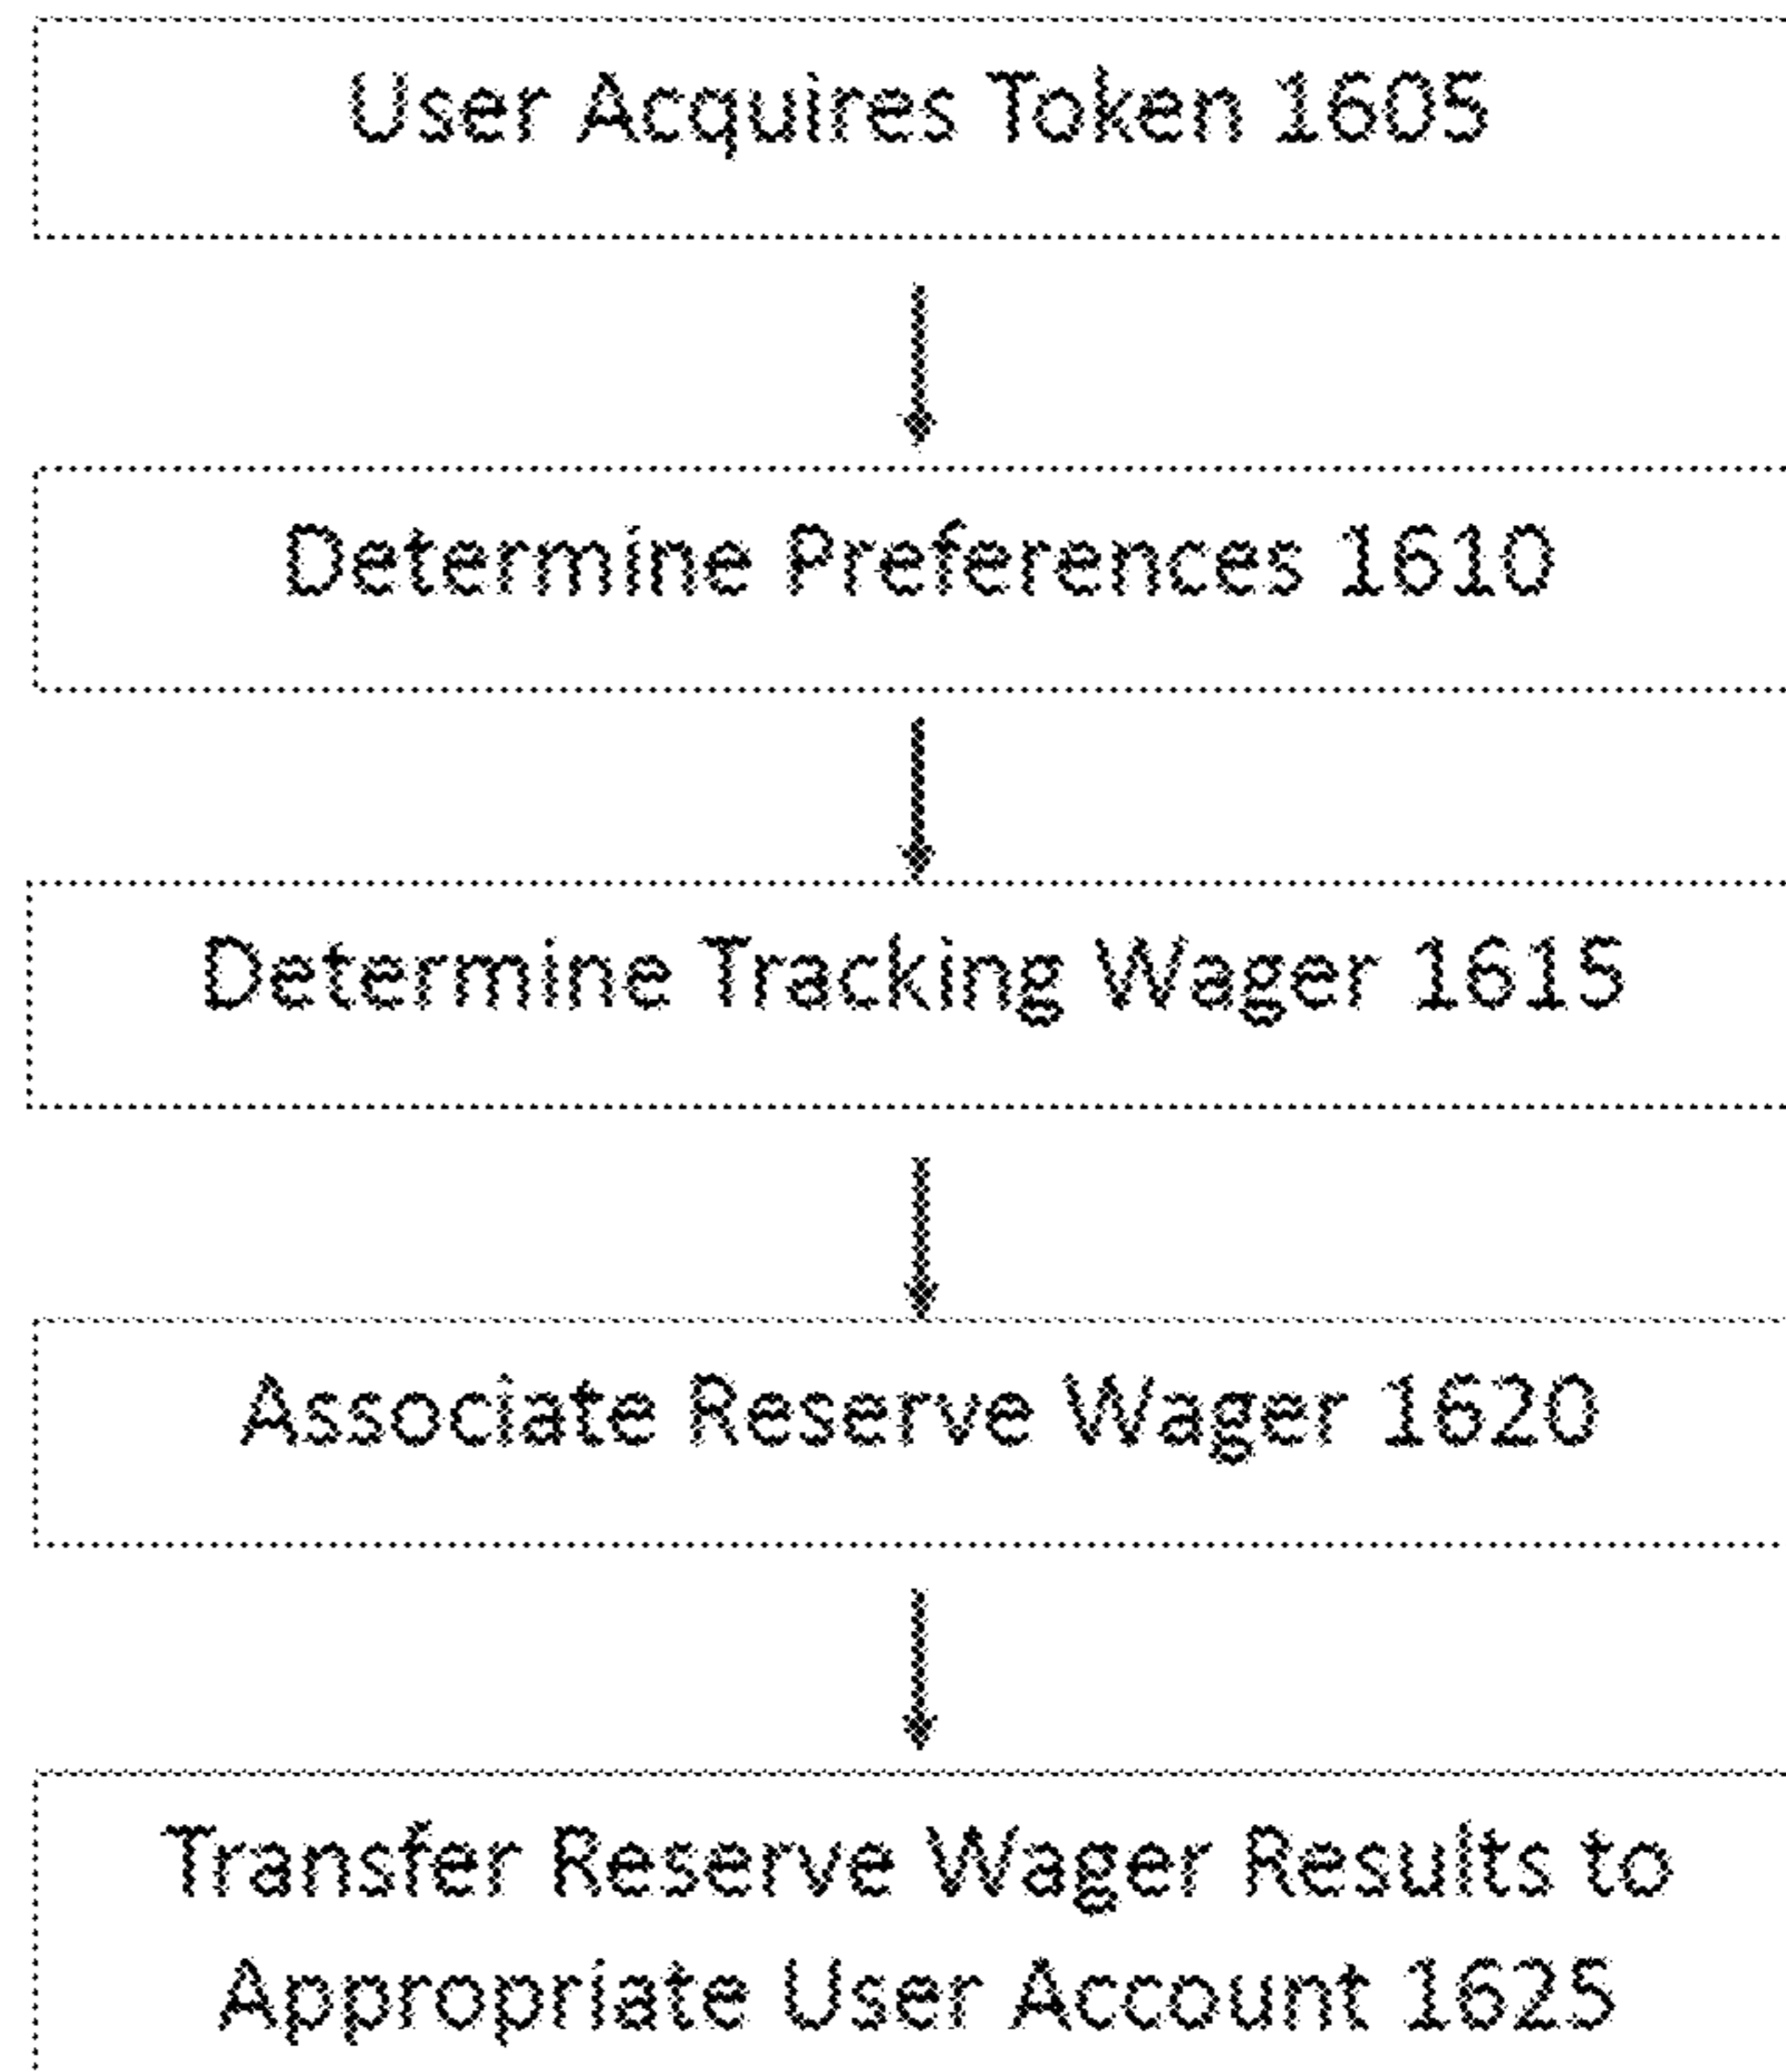 User Acquires Token 1605
Determine Preferences 1610
Determine Tracking Wager 1615
Associate Reserve Wager 1620
Transfer Reserve Wager Results to
Appropriate User Account 1625